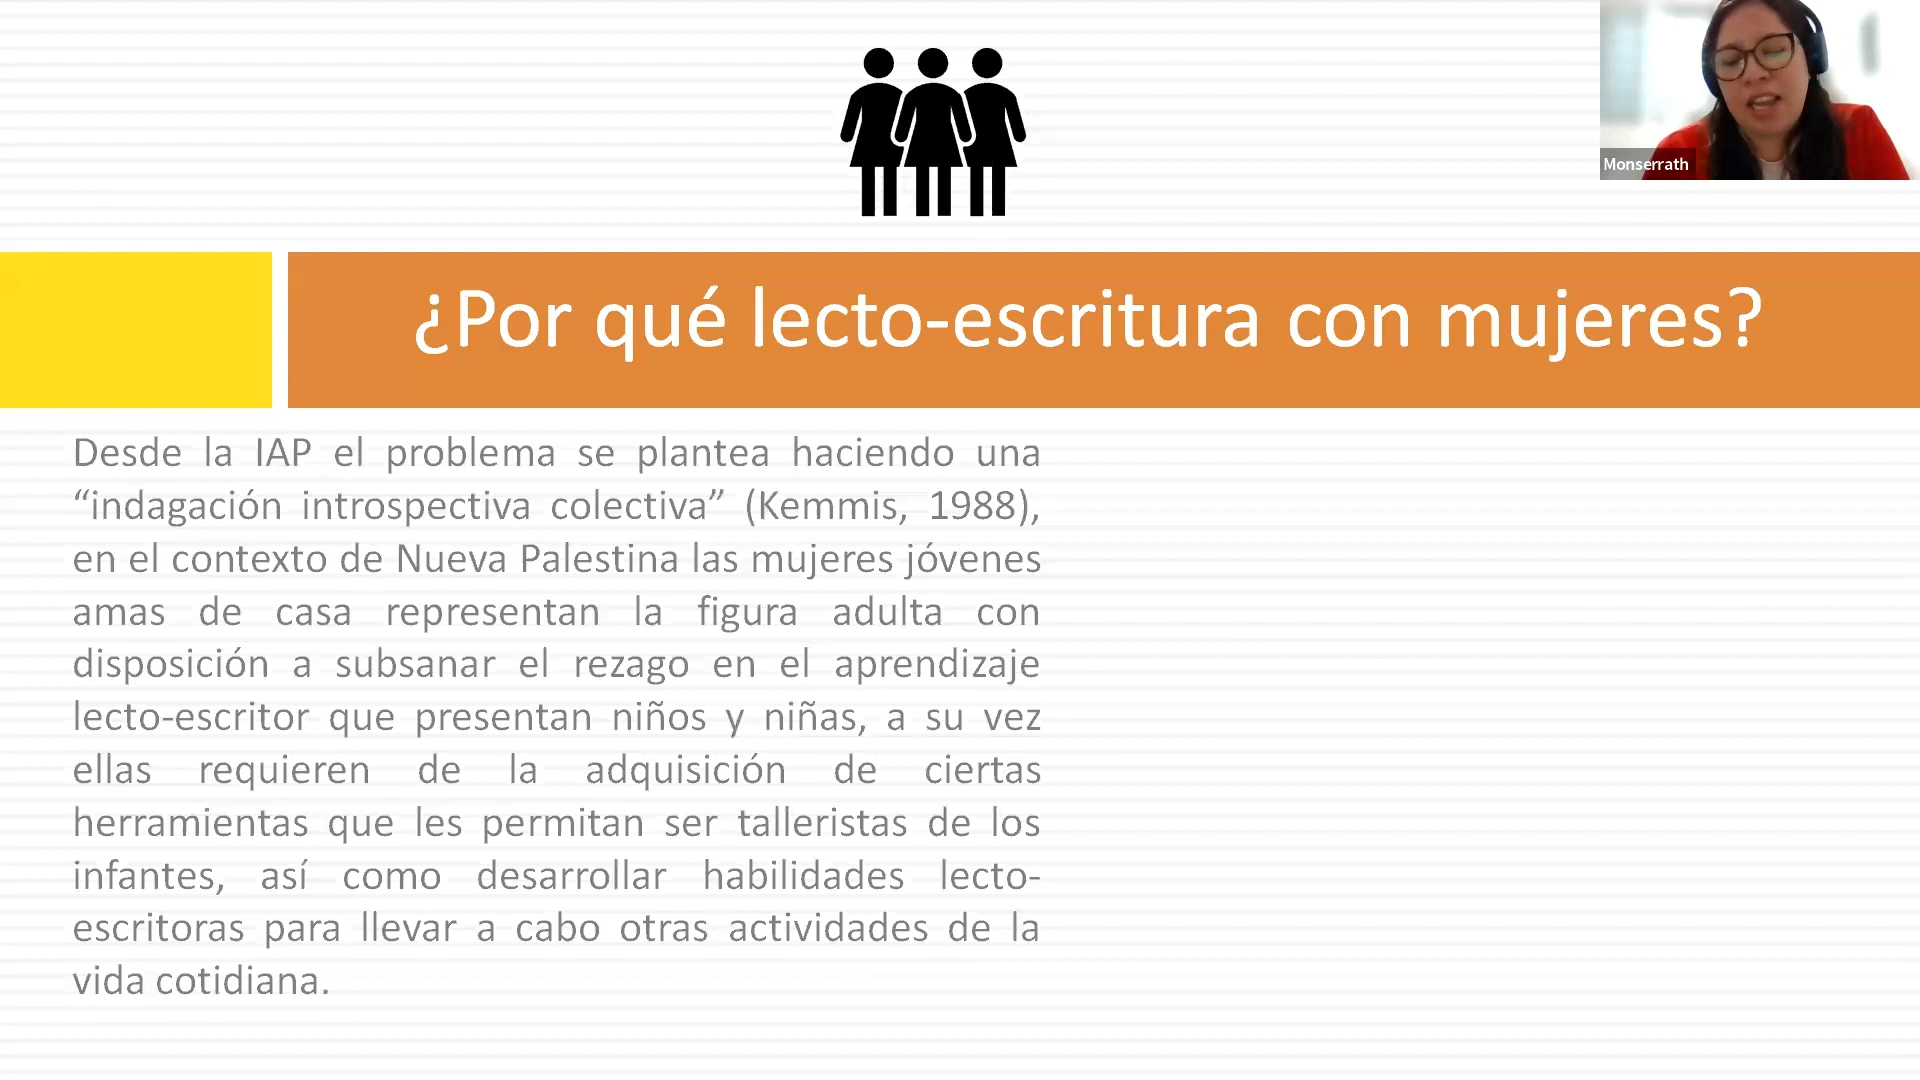 Monserrath
¿Por qué lecto-escritura con mujeres?
Desde la IAP el problema se plantea haciendo una
“indagación introspectiva colectiva” (Kemmis, 1988),
en el contexto de Nueva Palestina las mujeres jóvenes
amas de casa representan la figura adulta con
disposición a subsanar el rezago en el aprendizaje
lecto-escritor que presentan niños y niñas, a su vez
ellas requieren de la adquisición de ciertas
herramientas que les permitan ser talleristas de los
infantes, así como desarrollar habilidades lecto-
escritoras para llevar a cabo otras actividades de la
vida cotidiana.